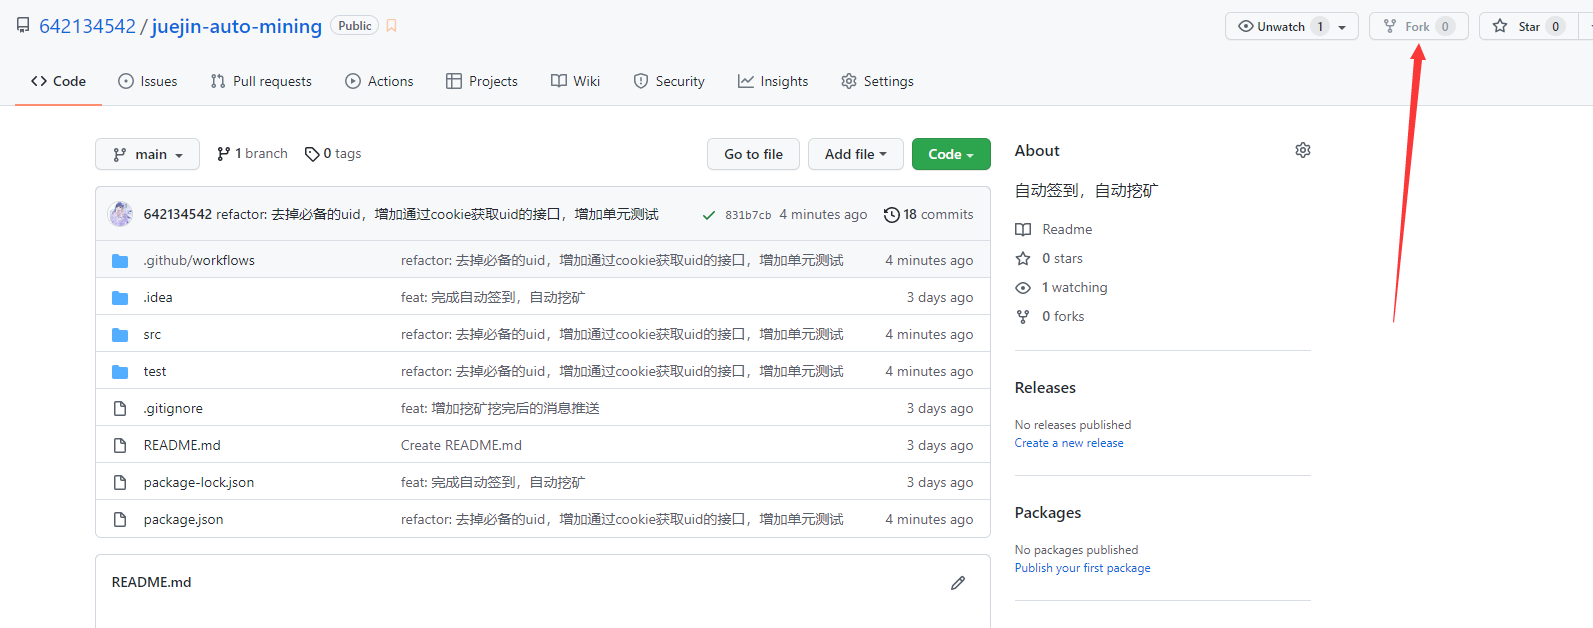 642134542 / juejin-auto-mining Public Unwatch 1 Fork 0 Star 0
Code Issues Pull requests Actions Projects Wiki Security Insights Settings
main 1 branch 0 tags Go to file Add file Code
642134542 refactor: 去掉必备的uid，增加通过cookie获取uid的接口，增加单元测试 831b7cb 4 minutes ago 18 commits
.github/workflows refactor: 去掉必备的uid，增加通过cookie获取uid的接口，增加单元测试 4 minutes ago
.idea feat: 完成自动签到，自动挖矿 3 days ago
src refactor: 去掉必备的uid，增加通过cookie获取uid的接口，增加单元测试 4 minutes ago
test refactor: 去掉必备的uid，增加通过cookie获取uid的接口，增加单元测试 4 minutes ago
.gitignore feat: 增加挖矿挖完后的消息推送 3 days ago
README.md Create README.md 3 days ago
package-lock.json feat: 完成自动签到，自动挖矿 3 days ago
package.json refactor: 去掉必备的uid，增加通过cookie获取uid的接口，增加单元测试 4 minutes ago
README.md
About
自动签到，自动挖矿
Readme
0 stars
1 watching
0 forks
Releases
No releases published
Create a new release
Packages
No packages published
Publish your first package